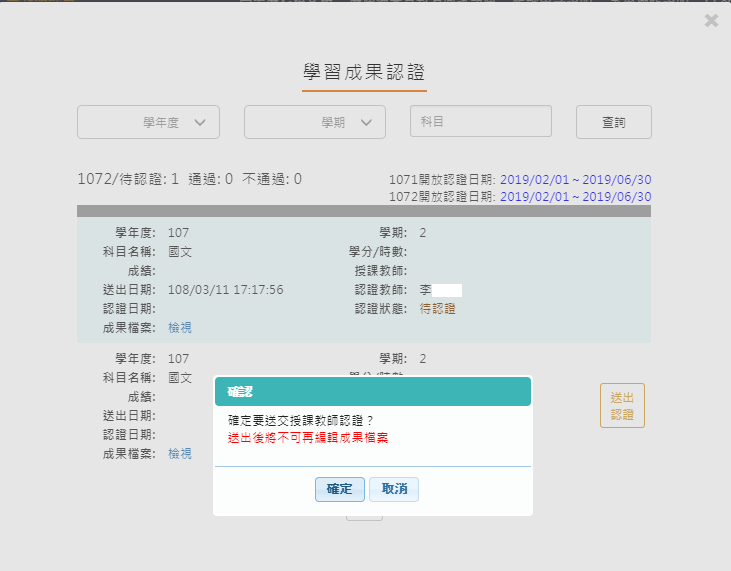 學習成果認證
學年度 學期 科目 查詢
1072/待認證: 1 通過: 0 不通過: 0
1071開放認證日期: 2019/02/01 ~ 2019/06/30
1072開放認證日期: 2019/02/01 ~ 2019/06/30
學年度: 107 學期: 2
科目名稱: 國文 學分/時數:
成績: 授課教師:
送出日期: 108/03/11 17:17:56 認證教師: 李
認證日期: 認證狀態: 待認證
成果檔案: 檢視
學年度: 107 學期: 2
科目名稱: 國文
成績:
送出日期:
認證日期:
成果檔案: 檢視
送出
認證
確認
確定要送交授課教師認證？
送出後將不可再編輯成果檔案
確定 取消